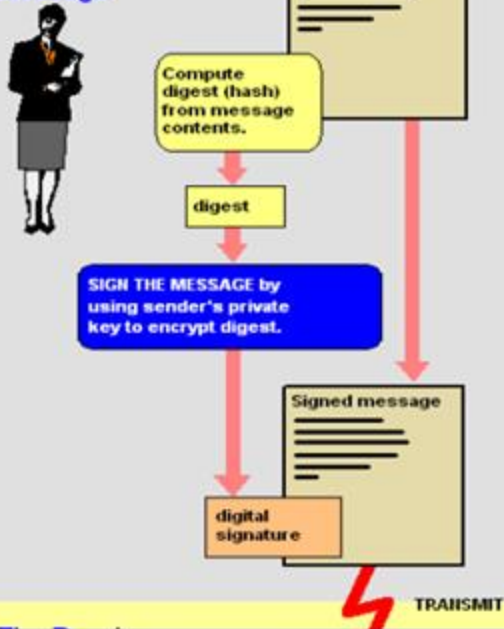 Compute
digest (hash)
from message
contents.
digest
SIGN THE MESSAGE by
using sender's private
key to encrypt digest.
Signed message
digital
signature
TRANSMIT